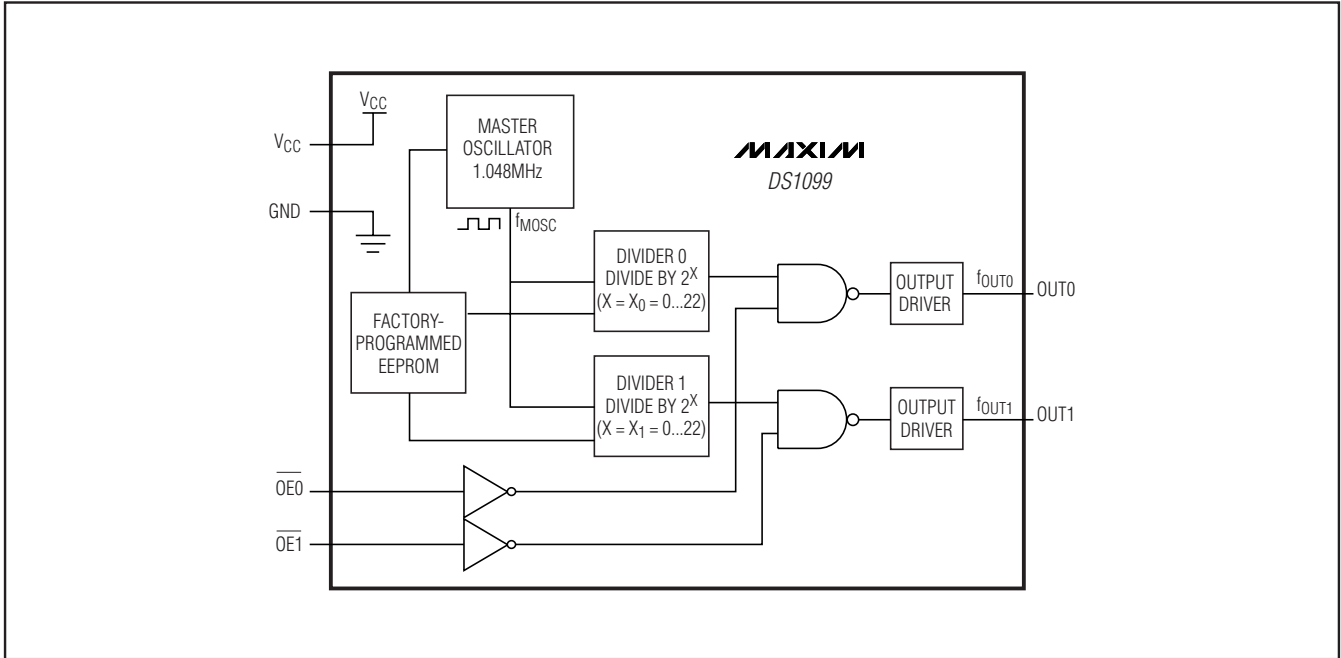 VCC
VCC
GND
MASTER
OSCILLATOR
1.048MHz
fMOSC
MAXIM
DS1099
FACTORY-
PROGRAMMED
EEPROM
DIVIDER 0
DIVIDE BY 2X
(X = X0 = 0...22)
OUTPUT
DRIVER
fOUT0
OUT0
DIVIDER 1
DIVIDE BY 2X
(X = X1 = 0...22)
OUTPUT
DRIVER
fOUT1
OUT1
OE0
OE1